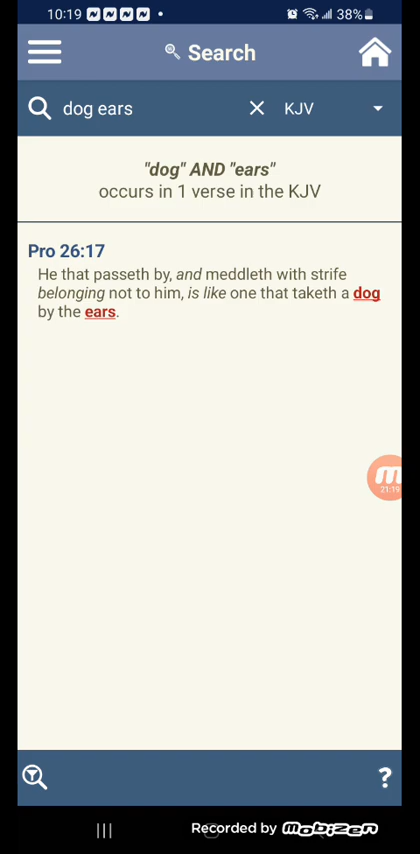 10:19 38%
Search
dog ears KJV
"dog" AND "ears"
occurs in 1 verse in the KJV
Pro 26:17
He that passeth by, and meddleth with strife
belonging not to him, is like one that taketh a dog
by the ears.
21:19
?
Recorded by mobizen